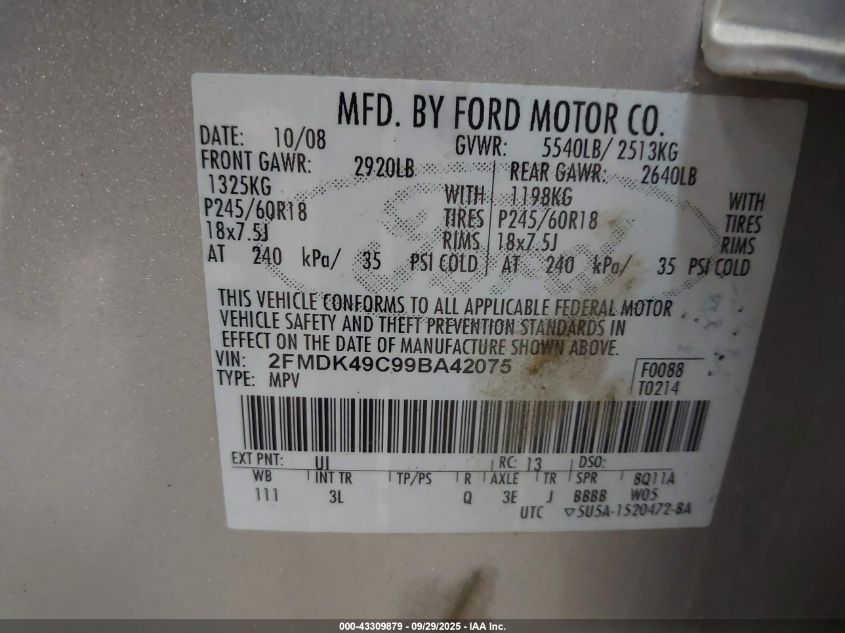 MFD. BY FORD MOTOR CO.
DATE: 10/08 GVWR: 5540LB/ 2513KG
FRONT GAWR: 2920LB REAR GAWR: 2640LB
1325KG WITH 1198KG WITH
P245/60R18 TIRES P245/60R18 TIRES
18x7.5J RIMS 18x7.5J RIMS
AT 240 kPa/ 35 PSI COLD AT 240 kPa/ 35 PSI COLD
THIS VEHICLE CONFORMS TO ALL APPLICABLE FEDERAL MOTOR
VEHICLE SAFETY AND THEFT PREVENTION STANDARDS IN
EFFECT ON THE DATE OF MANUFACTURE SHOWN ABOVE.
VIN: 2FMDK49C99BA42075 F0088
TYPE: MPV T0214
EXT PNT: UJ RC: 13 DSO:
WB INT TR TP/PS R AXLE TR SPR 8Q11A
111 3L Q 3E J BBBB W05
UTC ▽5U5A-1520472-BA
000-43309879 | 09/29/2025 - IAA Inc.